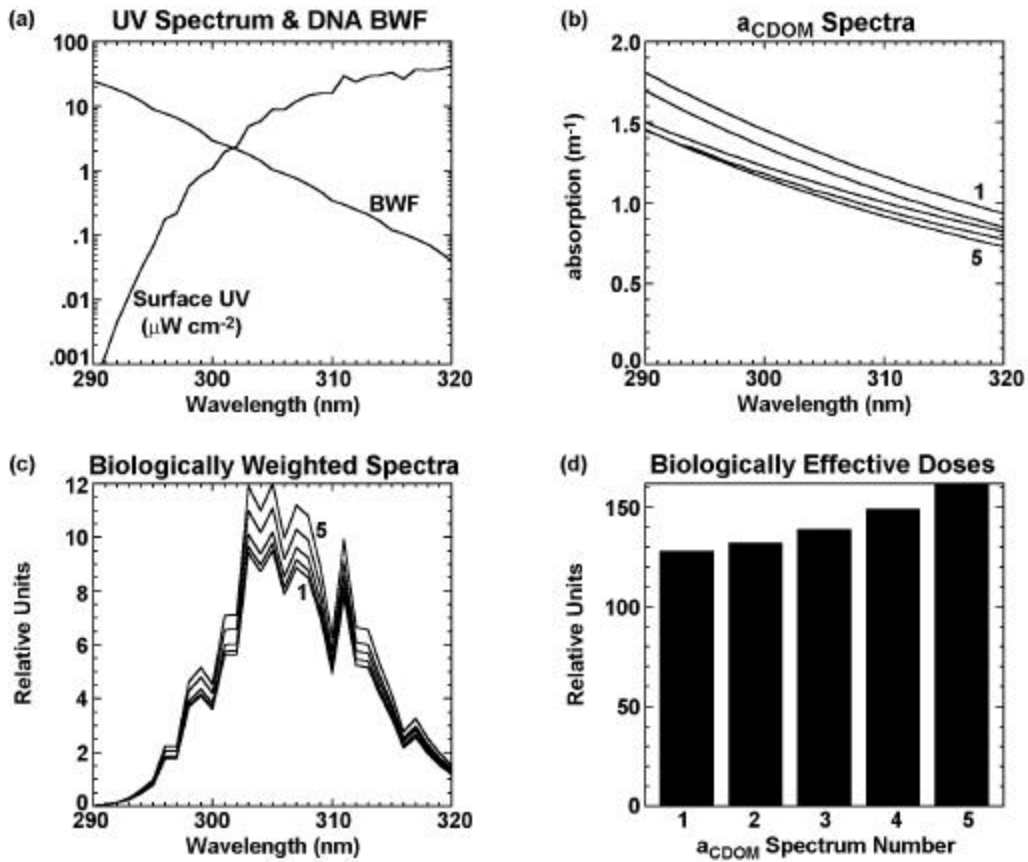 (a) UV Spectrum & DNA BWF
100
10
1
.1
.01
.001
BWF
Surface UV
(μW cm-2)
290 300 310 320
Wavelength (nm)
(b) aCDOM Spectra
absorption (m-1)
2.0
1.5
1.0
0.5
0.0
1
5
290 300 310 320
Wavelength (nm)
(c) Biologically Weighted Spectra
Relative Units
12
10
8
6
4
2
0
5
1
290 300 310 320
Wavelength (nm)
(d) Biologically Effective Doses
Relative Units
150
100
50
0
1 2 3 4 5
aCDOM Spectrum Number